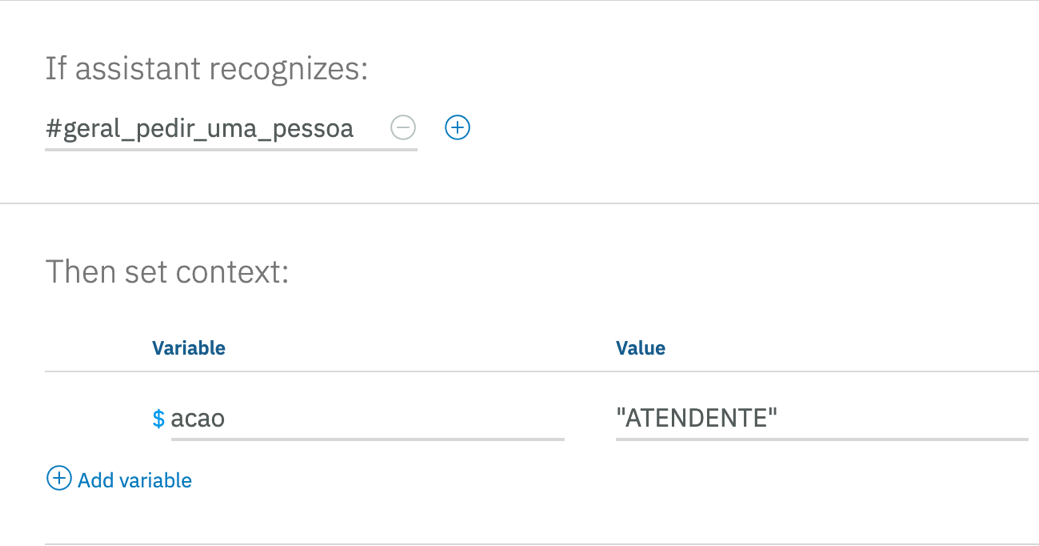 If assistant recognizes:
#geral_pedir_uma_pessoa
Then set context:
Variable Value
$ acao "ATENDENTE"
Add variable